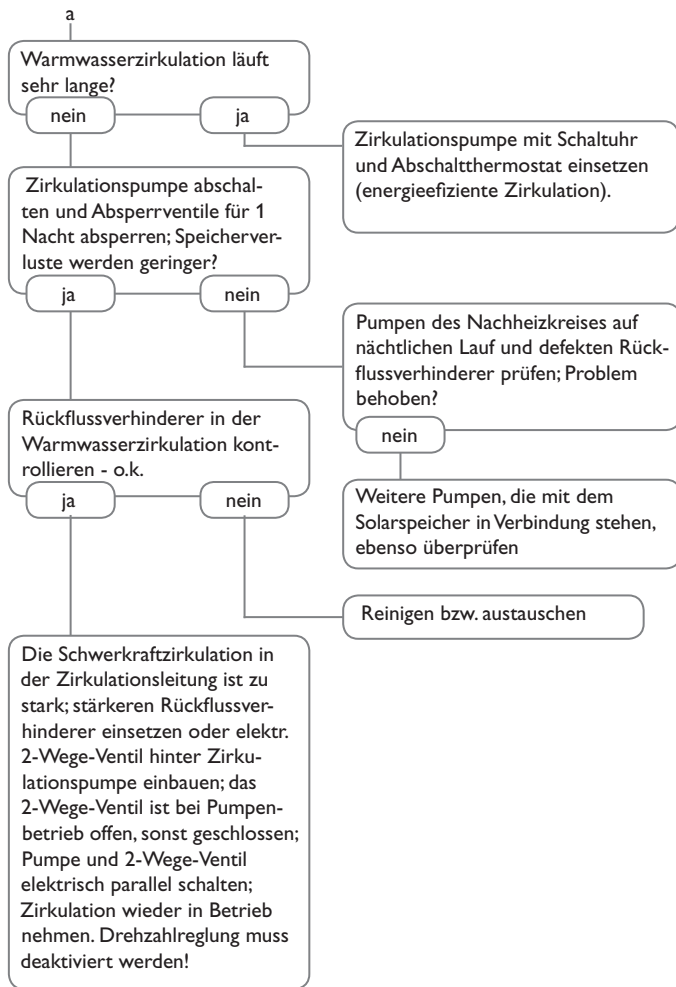 a
Warmwasserzirkulation läuft
sehr lange?
nein
ja
Zirkulationspumpe mit Schaltuhr
und Abschaltthermostat einsetzen
(energieefiziente Zirkulation).
Zirkulationspumpe abschal-
ten und Absperrventile für 1
Nacht absperren; Speicherver-
luste werden geringer?
ja
nein
Pumpen des Nachheizkreises auf
nächtlichen Lauf und defekten Rück-
flussverhinderer prüfen; Problem
behoben?
nein
Weitere Pumpen, die mit dem
Solarspeicher in Verbindung stehen,
ebenso überprüfen
Rückflussverhinderer in der
Warmwasserzirkulation kont-
rollieren - o.k.
ja
nein
Reinigen bzw. austauschen
Die Schwerkraftzirkulation in
der Zirkulationsleitung ist zu
stark; stärkeren Rückflussver-
hinderer einsetzen oder elektr.
2-Wege-Ventil hinter Zirku-
lationspumpe einbauen; das
2-Wege-Ventil ist bei Pumpen-
betrieb offen, sonst geschlossen;
Pumpe und 2-Wege-Ventil
elektrisch parallel schalten;
Zirkulation wieder in Betrieb
nehmen. Drehzahlreglung muss
deaktiviert werden!